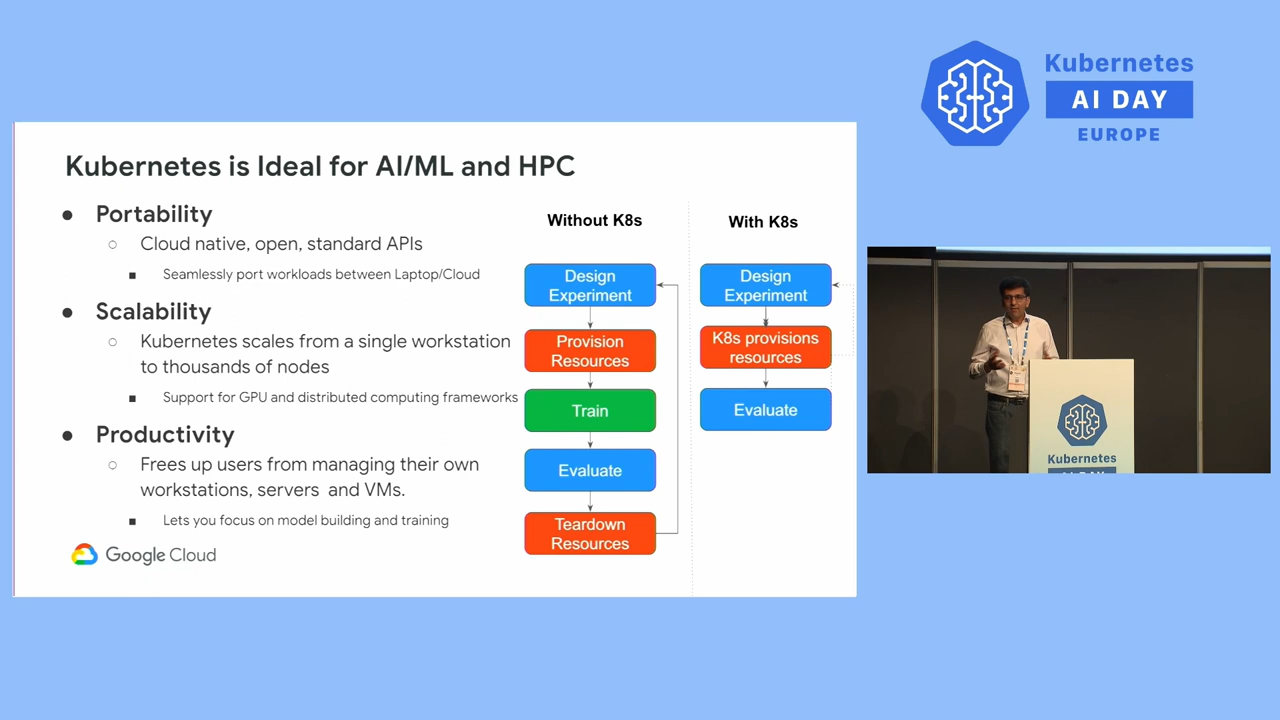 Kubernetes
AI DAY
EUROPE
Kubernetes is Ideal for AI/ML and HPC
● Portability
○ Cloud native, open, standard APIs
■ Seamlessly port workloads between Laptop/Cloud
● Scalability
○ Kubernetes scales from a single workstation
to thousands of nodes
■ Support for GPU and distributed computing frameworks
● Productivity
○ Frees up users from managing their own
workstations, servers and VMs.
■ Lets you focus on model building and training
Google Cloud
Without K8s
Design
Experiment
Provision
Resources
Train
Evaluate
Teardown
Resources
With K8s
Design
Experiment
K8s provisions
resources
Evaluate
Kubernetes
AI DAY